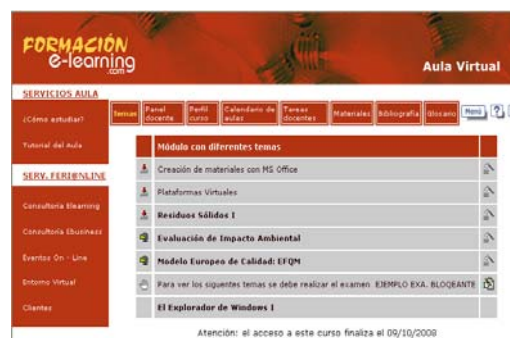 FORMACIÓN
e-learning
.com
Aula Virtual
SERVICIOS AULA
¿Cómo estudiar?
Tutorial del Aula
SERV. FERI@NLINE
Consultoría Elearning
Consultoría Ebusiness
Eventos On - Line
Entorno Virtual
Clientes
Temas
Panel docente
Perfil curso
Calendario de aulas
Tareas docentes
Materiales
Bibliografía
Glosario
Menú
?
Módulo con diferentes temas
Creación de materiales con MS Office
Plataformas Virtuales
Residuos Sólidos I
Evaluación de Impacto Ambiental
Modelo Europeo de Calidad: EFQM
Para ver los siguentes temas se debe realizar el examen EJEMPLO EXA. BLOQEANTE
El Explorador de Windows I
Atención: el acceso a este curso finaliza el 09/10/2008